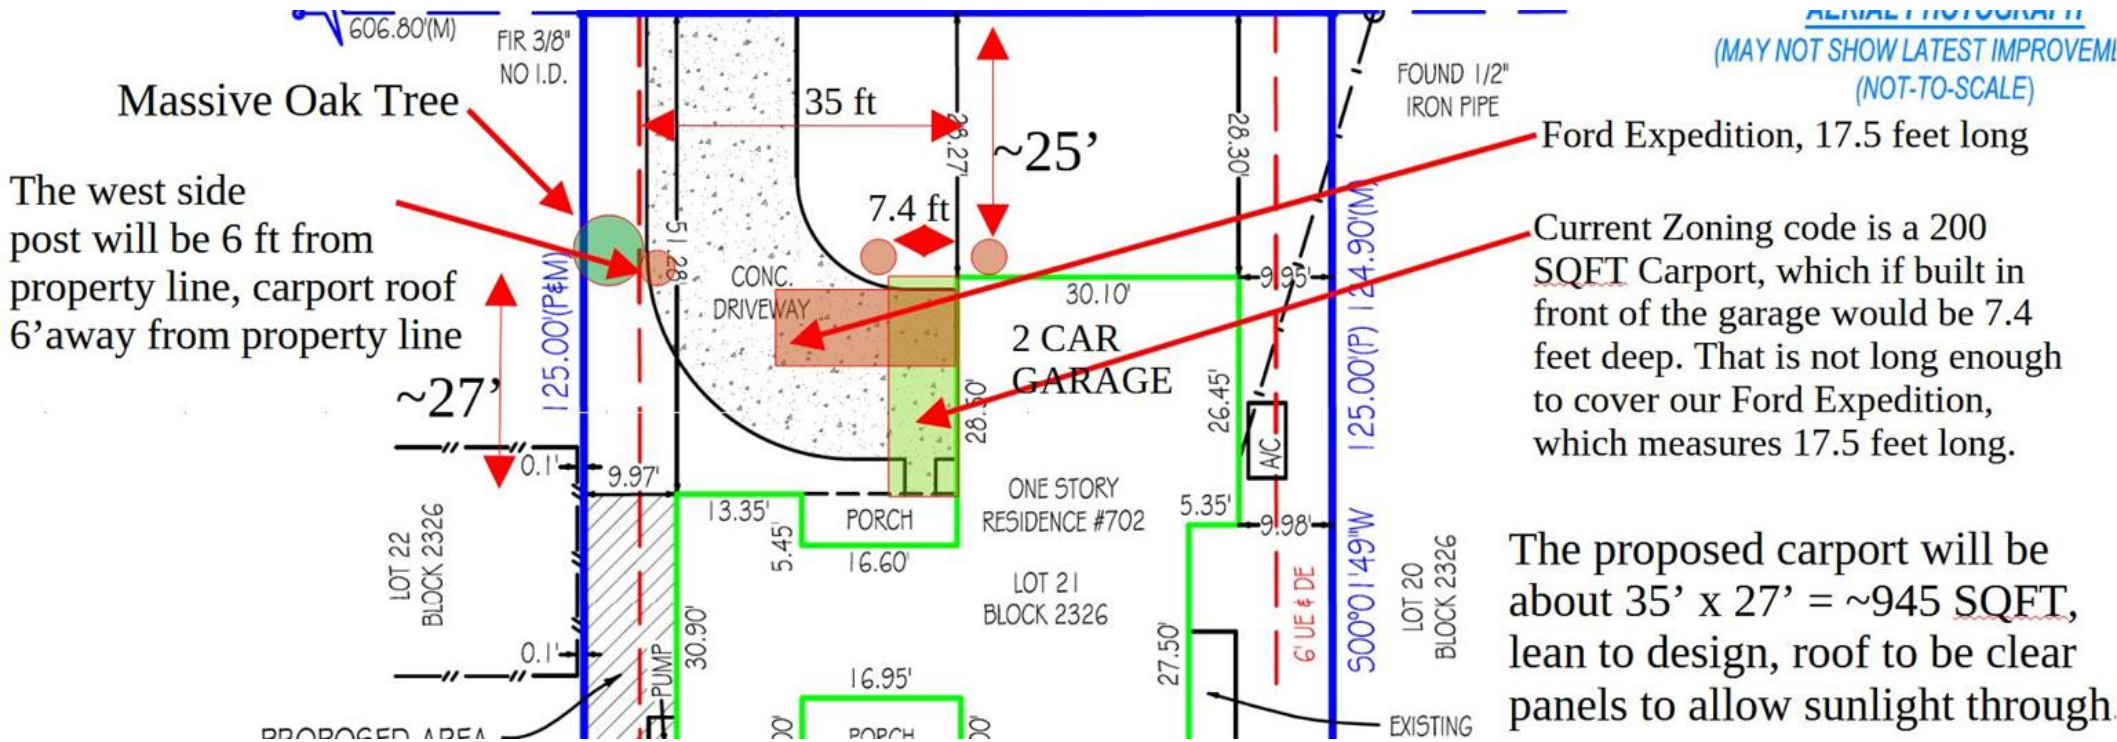 606.80'(M)
FIR 3/8"
NO I.D.
Massive Oak Tree
The west side
post will be 6 ft from
property line, carport roof
6'away from property line
~27'
125.00'(P&M)
35 ft
28.27'
~25'
7.4 ft
51.28'
CONC.
DRIVEWAY
28.30'
30.10'
9.95'
2 CAR
GARAGE
28.50'
26.45'
A/C
FOUND 1/2"
IRON PIPE
AERIAL PHOTOGRAPH
(MAY NOT SHOW LATEST IMPROVEME
(NOT-TO-SCALE)
Ford Expedition, 17.5 feet long
Current Zoning code is a 200
SQFT Carport, which if built in
front of the garage would be 7.4
feet deep. That is not long enough
to cover our Ford Expedition,
which measures 17.5 feet long.
125.00'(P) 124.90'(M)
S00°01'49"W
0.1'
9.97'
13.35'
PORCH
5.45'
16.60'
ONE STORY
RESIDENCE #702
5.35'
9.98'
LOT 22
BLOCK 2326
LOT 21
BLOCK 2326
6' UE & DE
LOT 20
BLOCK 2326
0.1'
30.90'
PUMP
27.50'
16.95'
PORCH
PROPOSED AREA
EXISTING
The proposed carport will be
about 35' x 27' = ~945 SQFT,
lean to design, roof to be clear
panels to allow sunlight through.